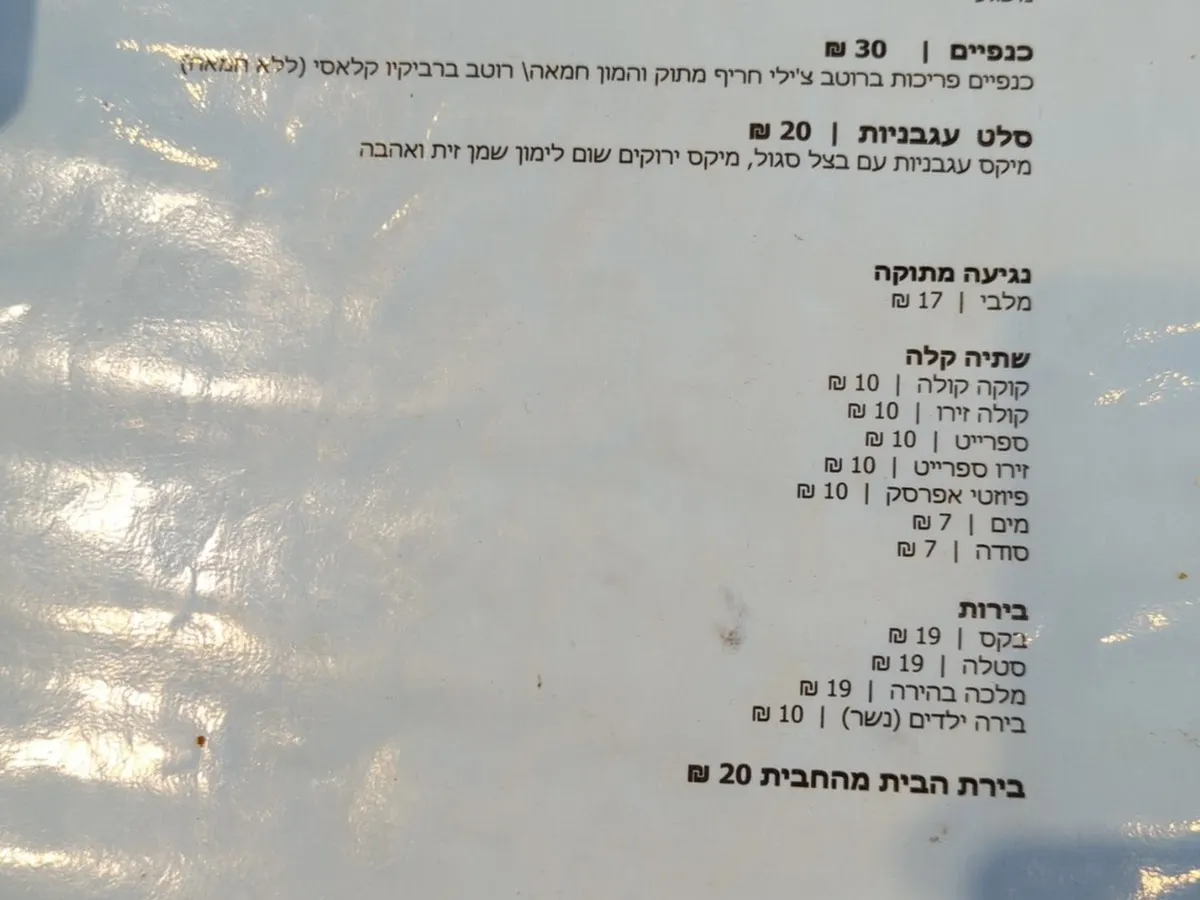 כנפיים | 30 ₪
כנפיים פריכות ברוטב צ'ילי חריף מתוק והמון חמאה\ רוטב ברביקיו קלאסי (ללא חמאה)
סלט עגבניות | 20 ₪
מיקס עגבניות עם בצל סגול, מיקס ירוקים שום לימון שמן זית ואהבה
נגיעה מתוקה
מלבי | 17 ₪
שתיה קלה
קוקה קולה | 10 ₪
קולה זירו | 10 ₪
ספרייט | 10 ₪
זירו ספרייט | 10 ₪
פיוזטי אפרסק | 10 ₪
מים | 7 ₪
סודה | 7 ₪
בירות
בקס | 19 ₪
סטלה | 19 ₪
מלכה בהירה | 19 ₪
בירה ילדים (נשר) | 10 ₪
בירת הבית מהחבית 20 ₪